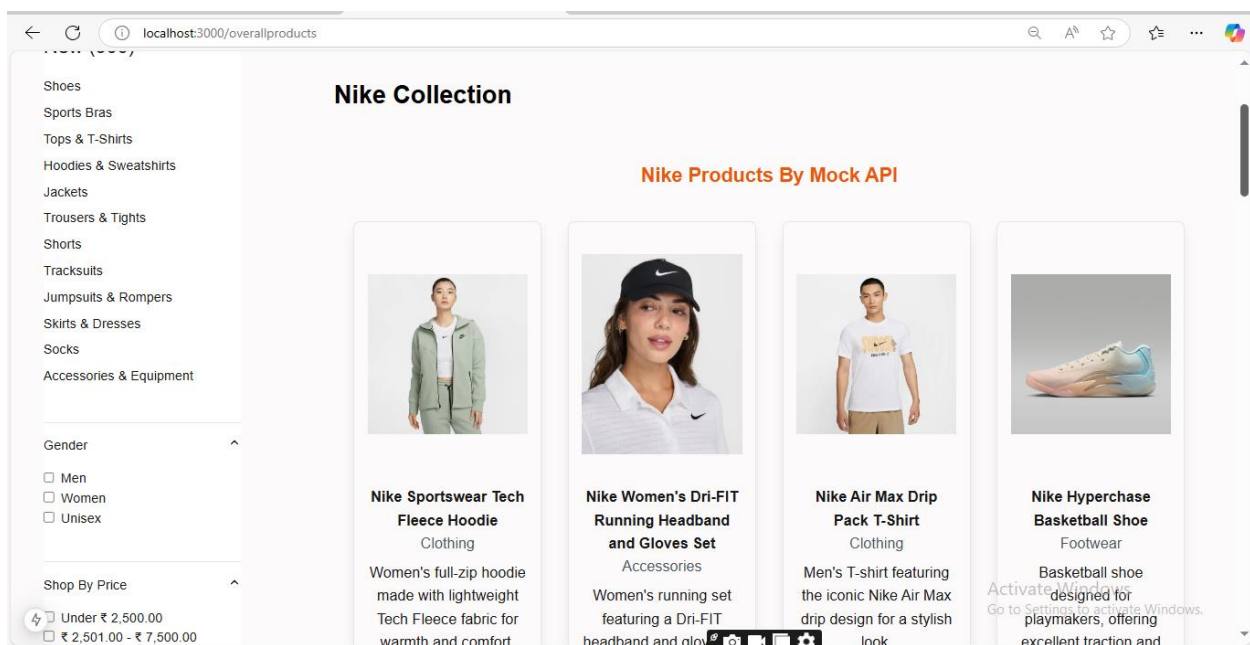 localhost:3000/overallproducts
Shoes
Sports Bras
Tops & T-Shirts
Hoodies & Sweatshirts
Jackets
Trousers & Tights
Shorts
Tracksuits
Jumpsuits & Rompers
Skirts & Dresses
Socks
Accessories & Equipment
Gender
Men
Women
Unisex
Shop By Price
Under ₹ 2,500.00
₹ 2,501.00 - ₹ 7,500.00
Nike Collection
Nike Products By Mock API
Nike Sportswear Tech
Fleece Hoodie
Clothing
Women's full-zip hoodie
made with lightweight
Tech Fleece fabric for
warmth and comfort
Nike Women's Dri-FIT
Running Headband
and Gloves Set
Accessories
Women's running set
featuring a Dri-FIT
headband and
Nike Air Max Drip
Pack T-Shirt
Clothing
Men's T-shirt featuring
the iconic Nike Air Max
drip design for a stylish
look
Nike Hyperchase
Basketball Shoe
Footwear
Basketball shoe
designed for
playmakers, offering
excellent traction and
Activate Windows
Go to Settings to activate Windows.